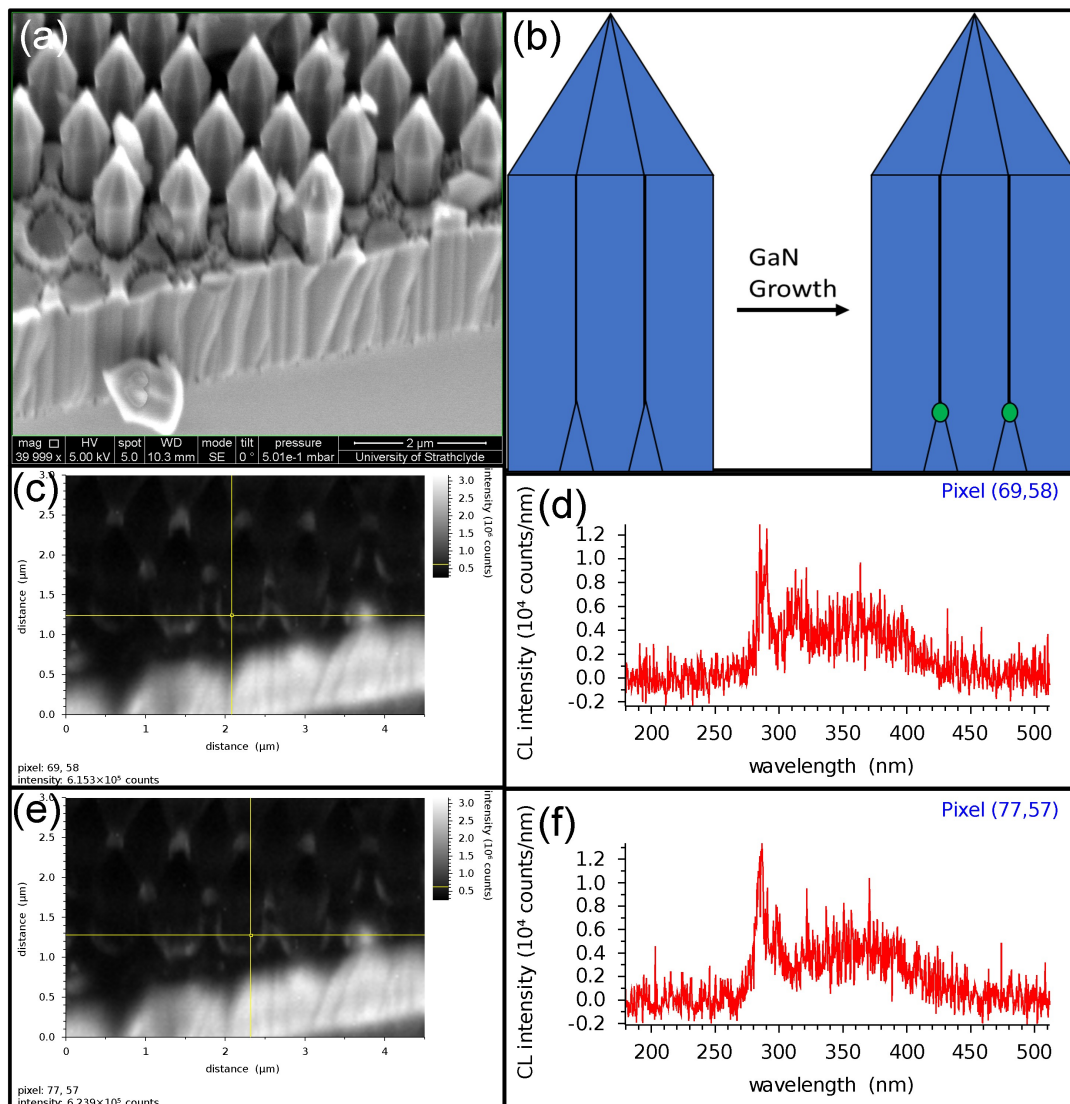 (a)
mag □ HV spot WD mode tilt pressure 2 µm
39 999 x 5.00 kV 5.0 10.3 mm SE 0 ° 5.01e-1 mbar University of Strathclyde
(b)
GaN
Growth
(c)
3.0
2.5
2.0
1.5
1.0
0.5
0.0
distance (µm)
0 1 2 3 4
distance (µm)
3.0
2.5
2.0
1.5
1.0
0.5
intensity (10⁶ counts)
pixel: 69, 58
intensity: 6.153×10⁵ counts
(d)
Pixel (69,58)
CL intensity (10⁴ counts/nm)
1.2
1.0
0.8
0.6
0.4
0.2
0.0
-0.2
200 250 300 350 400 450 500
wavelength (nm)
(e)
3.0
2.5
2.0
1.5
1.0
0.5
0.0
distance (µm)
0 1 2 3 4
distance (µm)
3.0
2.5
2.0
1.5
1.0
0.5
intensity (10⁶ counts)
pixel: 77, 57
intensity: 6.239×10⁵ counts
(f)
Pixel (77,57)
CL intensity (10⁴ counts/nm)
1.2
1.0
0.8
0.6
0.4
0.2
0.0
-0.2
200 250 300 350 400 450 500
wavelength (nm)